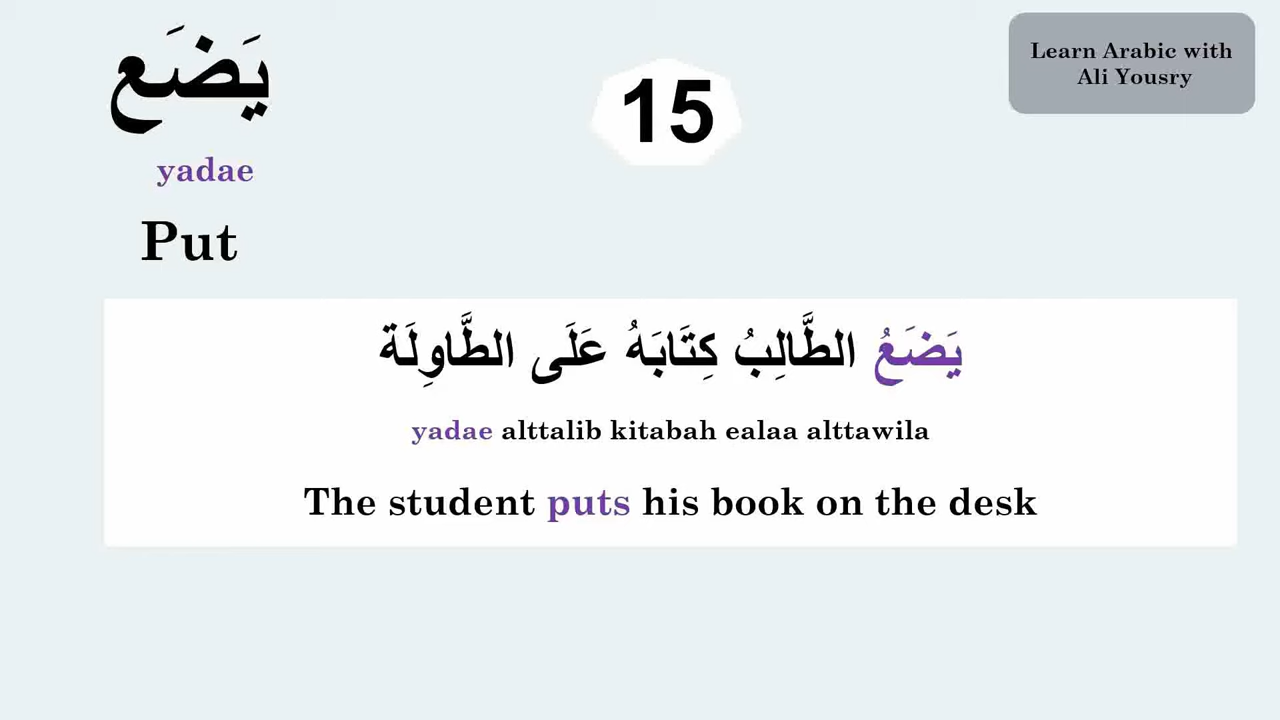 يَضَع
yadae
Put
15
Learn Arabic with
Ali Yousry
يَضَعُ الطَّالِبُ كِتَابَهُ عَلَى الطَّاوِلَة
yadae alttalib kitabah ealaa alttawila
The student puts his book on the desk